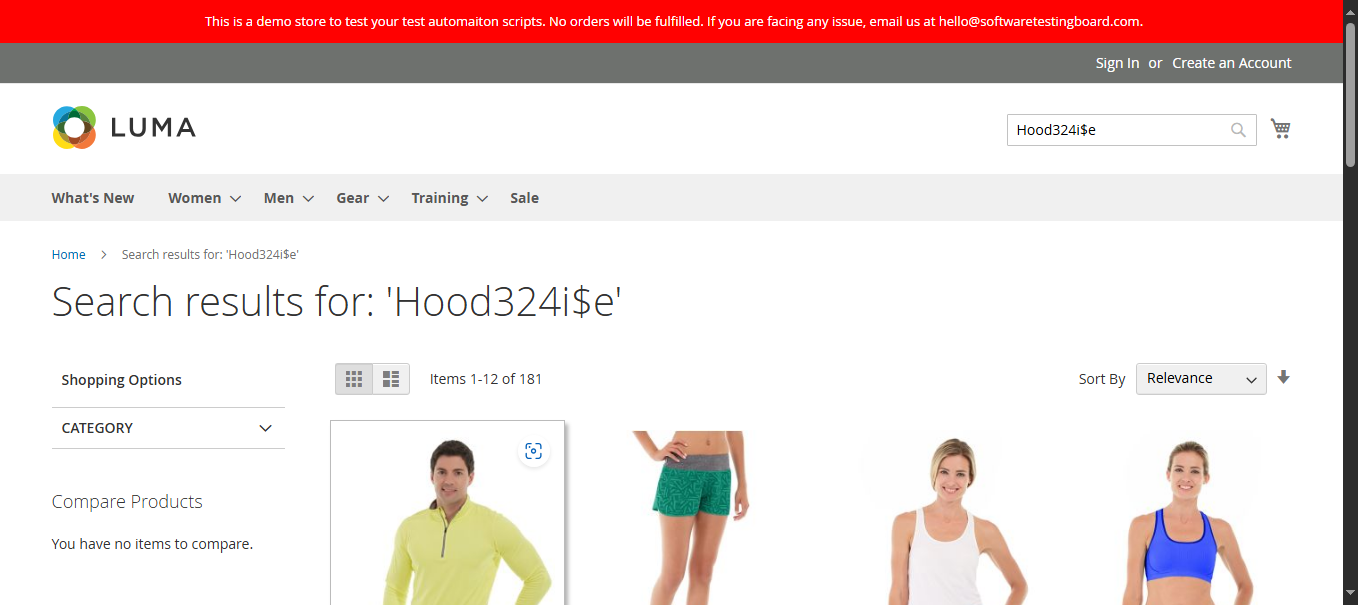 This is a demo store to test your test automaiton scripts. No orders will be fulfilled. If you are facing any issue, email us at hello@softwaretestingboard.com.
Sign In or Create an Account
LUMA
Hood324i$e
What's New Women Men Gear Training Sale
Home > Search results for: 'Hood324i$e'
Search results for: 'Hood324i$e'
Shopping Options
Items 1-12 of 181
Sort By Relevance
CATEGORY
Compare Products
You have no items to compare.